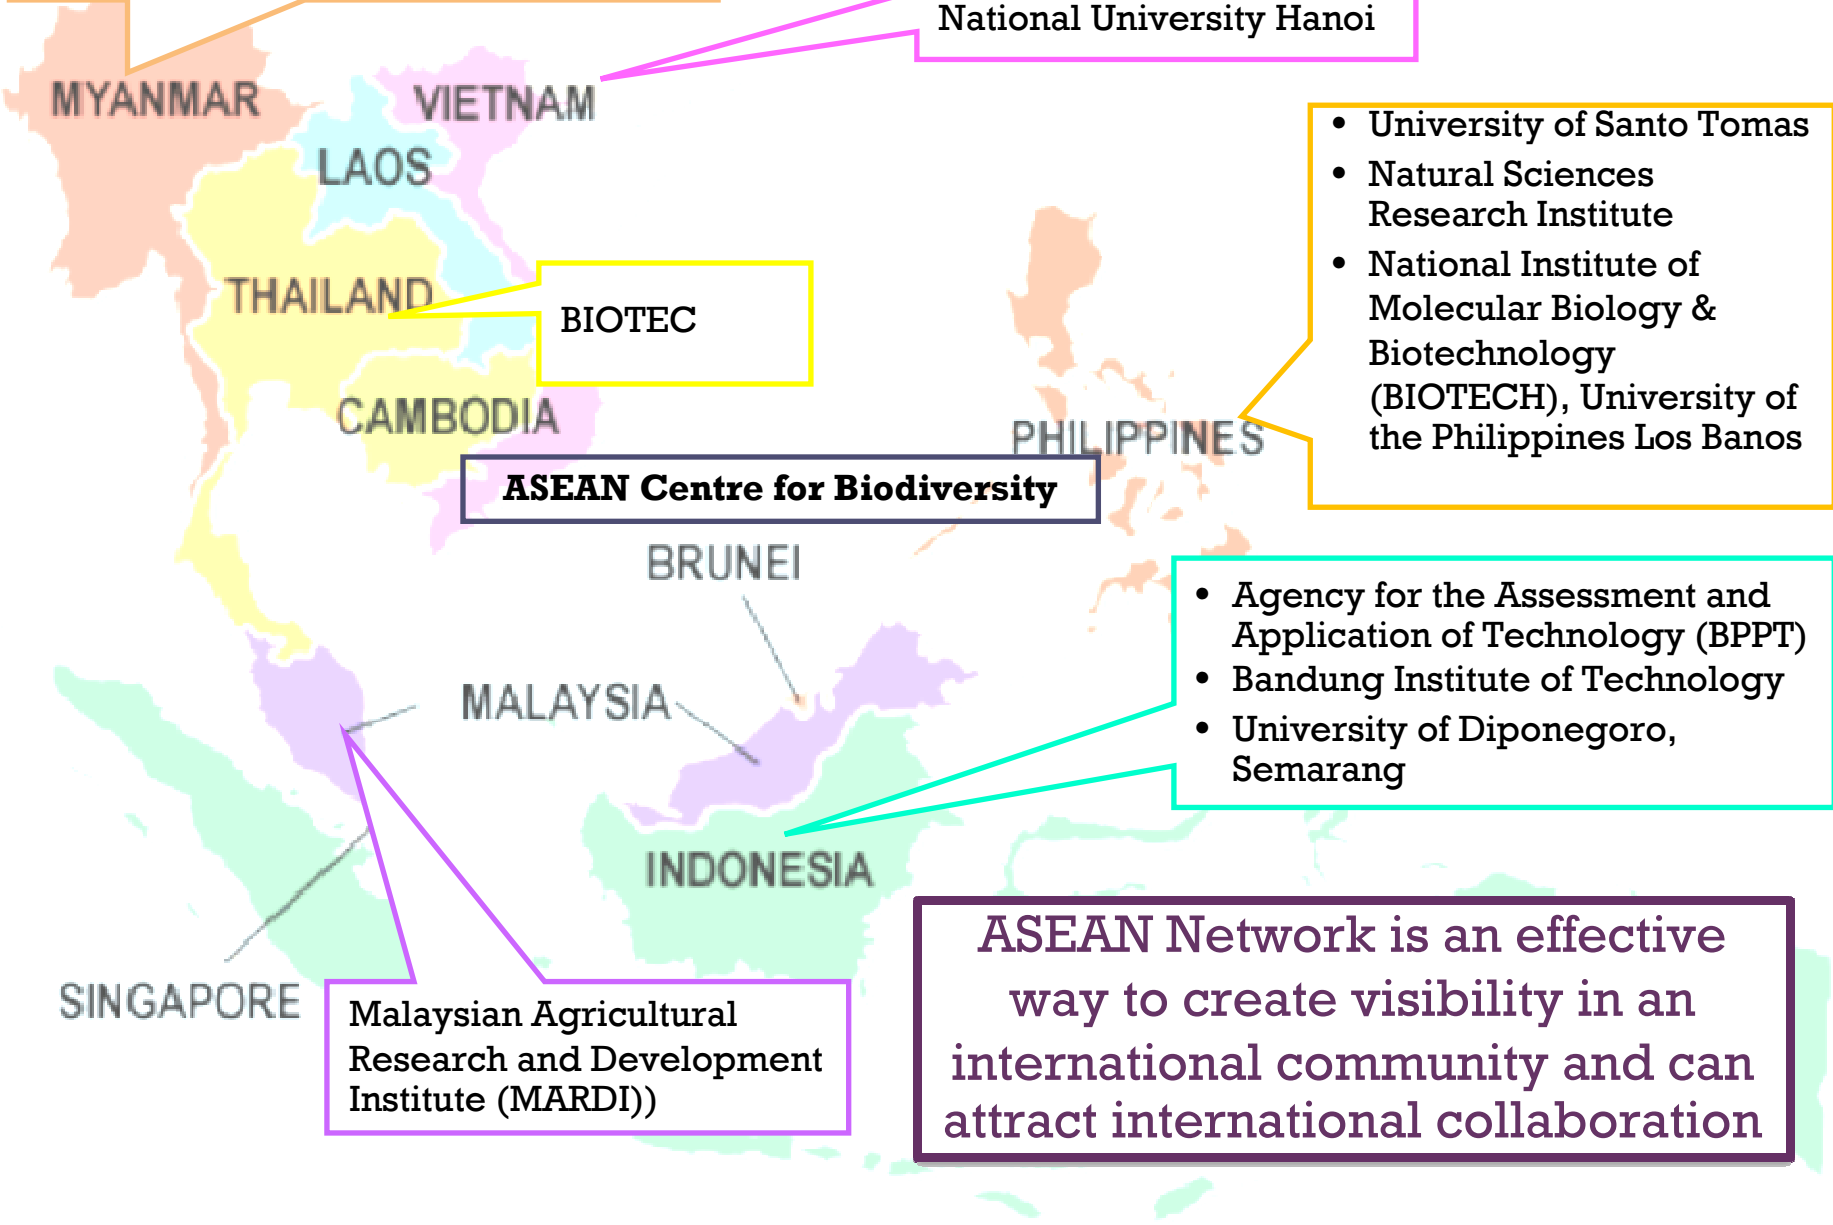 National University Hanoi
MYANMAR
VIETNAM
LAOS
• University of Santo Tomas
• Natural Sciences
Research Institute
• National Institute of
Molecular Biology &
Biotechnology
(BIOTECH), University of
the Philippines Los Banos
THAILAND
BIOTEC
CAMBODIA
PHILIPPINES
ASEAN Centre for Biodiversity
BRUNEI
• Agency for the Assessment and
Application of Technology (BPPT)
• Bandung Institute of Technology
• University of Diponegoro,
Semarang
MALAYSIA
INDONESIA
SINGAPORE
Malaysian Agricultural
Research and Development
Institute (MARDI))
ASEAN Network is an effective
way to create visibility in an
international community and can
attract international collaboration